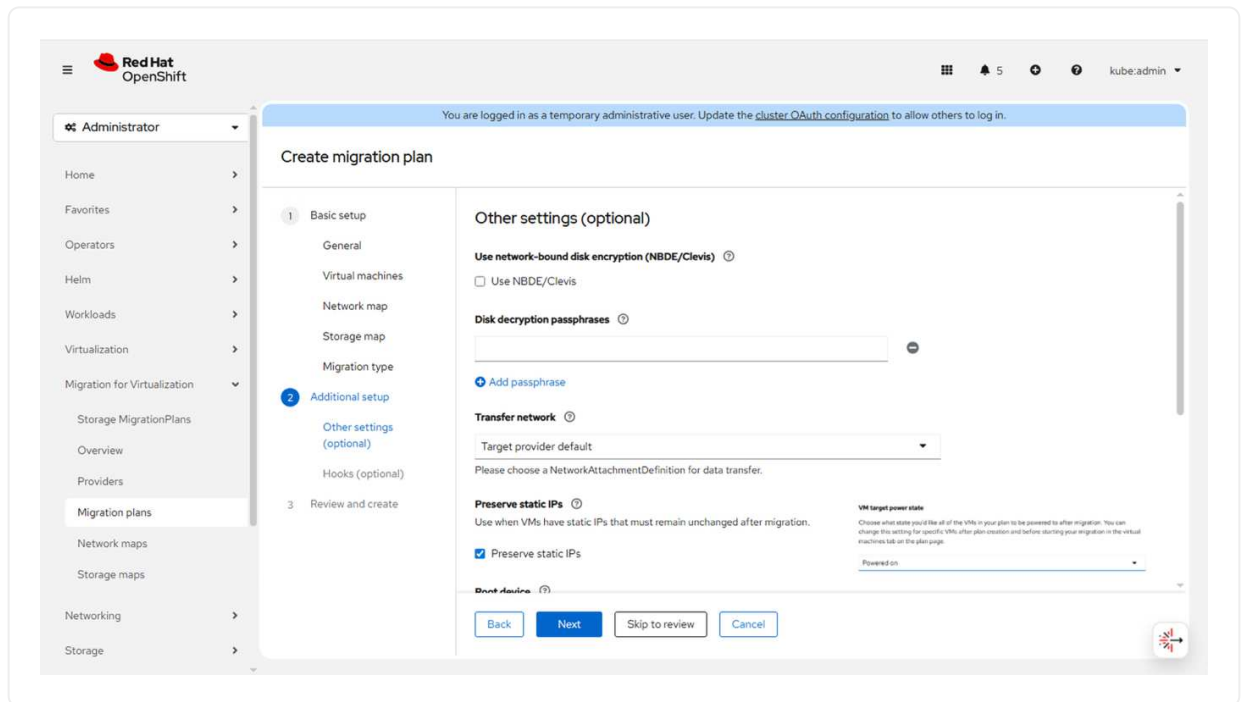 Red Hat
OpenShift
5
kube:admin
Administrator
Home
Favorites
Operators
Helm
Workloads
Virtualization
Migration for Virtualization
Storage MigrationPlans
Overview
Providers
Migration plans
Network maps
Storage maps
Networking
Storage
You are logged in as a temporary administrative user. Update the cluster OAuth configuration to allow others to log in.
Create migration plan
1 Basic setup
General
Virtual machines
Network map
Storage map
Migration type
2 Additional setup
Other settings
(optional)
Hooks (optional)
3 Review and create
Other settings (optional)
Use network-bound disk encryption (NBDE/Clevis)
Use NBDE/Clevis
Disk decryption passphrases
Add passphrase
Transfer network
Target provider default
Please choose a NetworkAttachmentDefinition for data transfer.
Preserve static IPs
Use when VMs have static IPs that must remain unchanged after migration.
Preserve static IPs
VM target power state
Choose what state you'd like all of the VMs in your plan to be powered to after migration. You can
change this setting for specific VMs after plan creation and before starting your migration in the virtual
machines tab on the plan page.
Powered on
Root device
Back
Next
Skip to review
Cancel